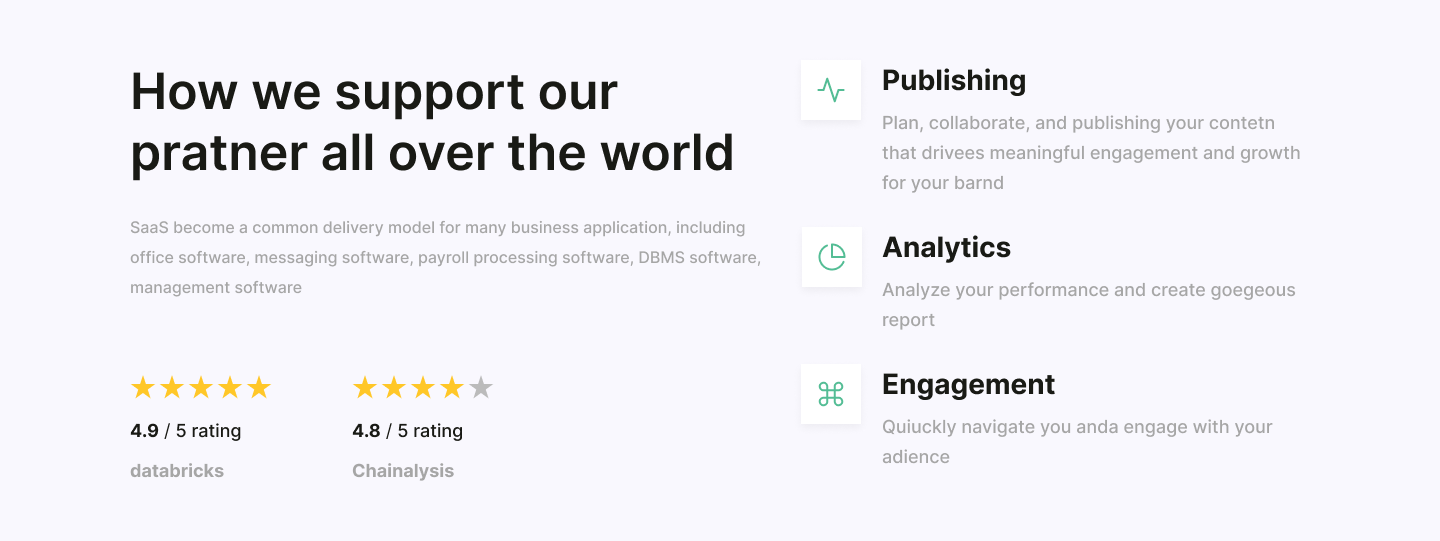 How we support our
pratner all over the world
SaaS become a common delivery model for many business application, including
office software, messaging software, payroll processing software, DBMS software,
management software
4.9 / 5 rating
databricks
4.8 / 5 rating
Chainalysis
Publishing
Plan, collaborate, and publishing your contetn
that drivees meaningful engagement and growth
for your barnd
Analytics
Analyze your performance and create goegeous
report
Engagement
Quiuckly navigate you anda engage with your
adience